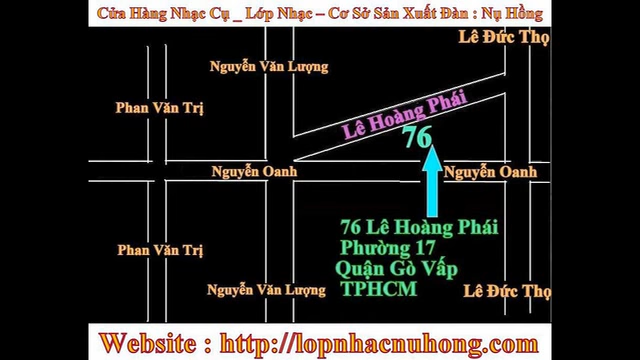 Cửa Hàng Nhạc Cụ _ Lớp Nhạc – Cơ Sở Sản Xuất Đàn : Nụ Hồng
Lê Đức Thọ
Nguyễn Văn Lượng
Phan Văn Trị
Lê Hoàng Phái
76
Nguyễn Oanh
Nguyễn Oanh
76 Lê Hoàng Phái
Phường 17
Quận Gò Vấp
TPHCM
Phan Văn Trị
Nguyễn Văn Lượng
Lê Đức Thọ
Website : http://lopnhacnuhong.com